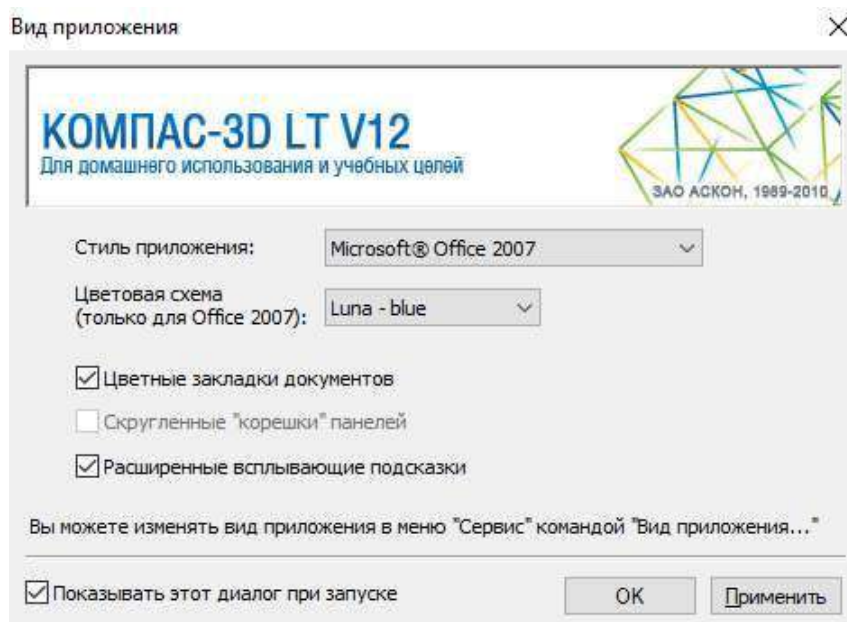 Вид приложения
КОМПАС-3D LT V12
Для домашнего использования и учебных целей
ЗАО АСКОН, 1989-2010
Стиль приложения:
Microsoft® Office 2007
Цветовая схема
(только для Office 2007):
Luna - blue
Цветные закладки документов
Скругленные "корешки" панелей
Расширенные всплывающие подсказки
Вы можете изменять вид приложения в меню "Сервис" командой "Вид приложения..."
Показывать этот диалог при запуске
OK
Применить